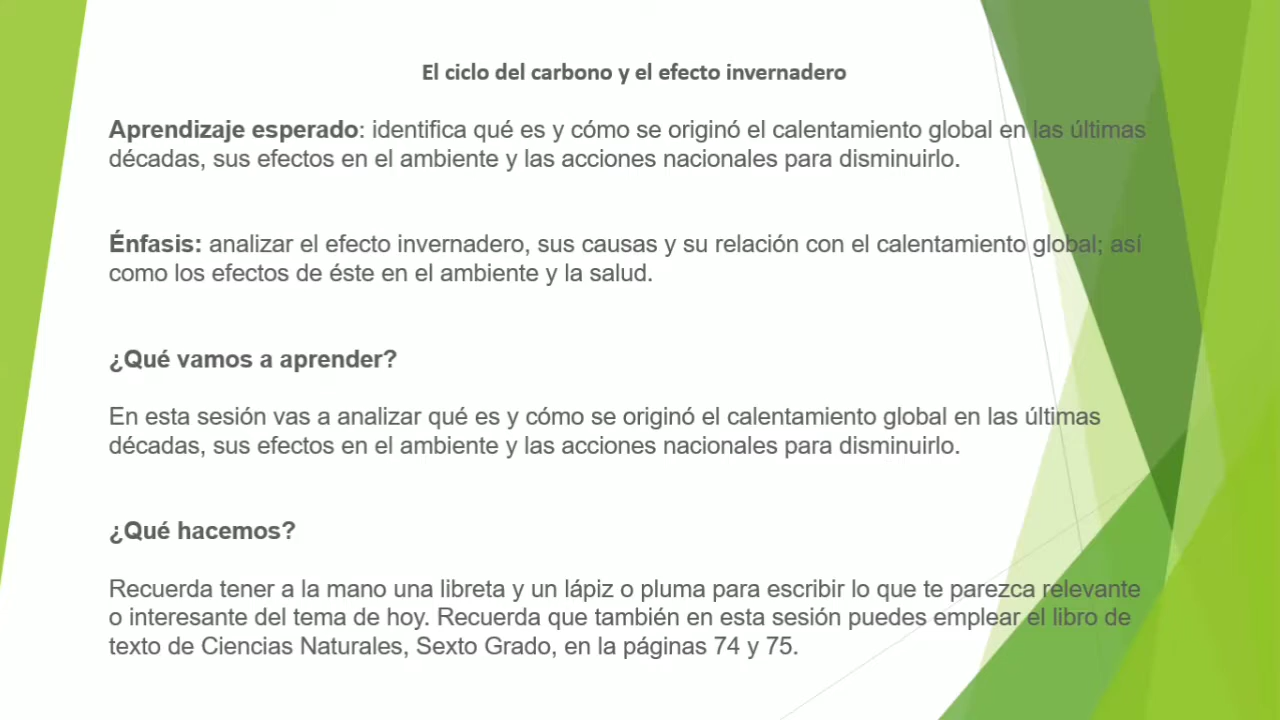 El ciclo del carbono y el efecto invernadero
Aprendizaje esperado: identifica qué es y cómo se originó el calentamiento global en las últimas
décadas, sus efectos en el ambiente y las acciones nacionales para disminuirlo.
Énfasis: analizar el efecto invernadero, sus causas y su relación con el calentamiento global; así
como los efectos de éste en el ambiente y la salud.
¿Qué vamos a aprender?
En esta sesión vas a analizar qué es y cómo se originó el calentamiento global en las últimas
décadas, sus efectos en el ambiente y las acciones nacionales para disminuirlo.
¿Qué hacemos?
Recuerda tener a la mano una libreta y un lápiz o pluma para escribir lo que te parezca relevante
o interesante del tema de hoy. Recuerda que también en esta sesión puedes emplear el libro de
texto de Ciencias Naturales, Sexto Grado, en la páginas 74 y 75.